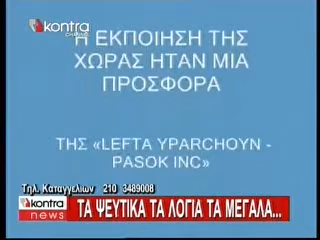 kontra
CHANNEL
Η ΕΚΠΟΙΗΣΗ ΤΗΣ
ΧΩΡΑΣ ΗΤΑΝ ΜΙΑ
ΠΡΟΣΦΟΡΑ
ΤΗΣ «LEFTA YPARCHOYN -
PASOK INC»
Τηλ. Καταγγελιών 210 3489008
kontra
news
ΤΑ ΨΕΥΤΙΚΑ ΤΑ ΛΟΓΙΑ ΤΑ ΜΕΓΑΛΑ...